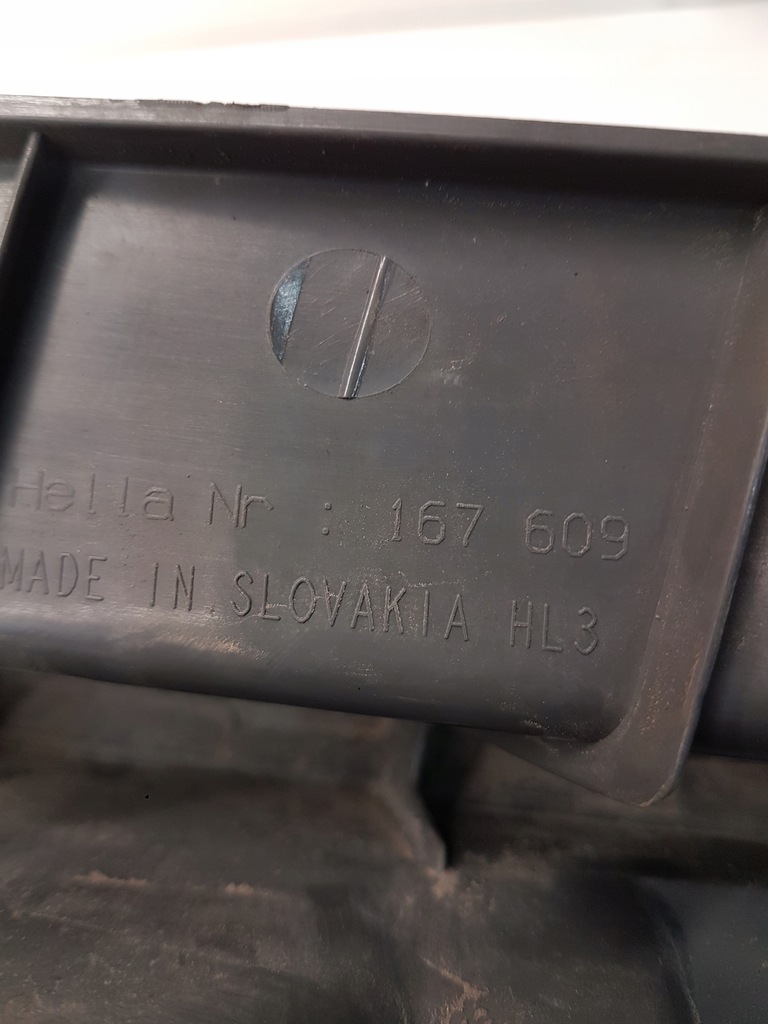 Hella Nr : 167 609
MADE IN SLOVAKIA HL3